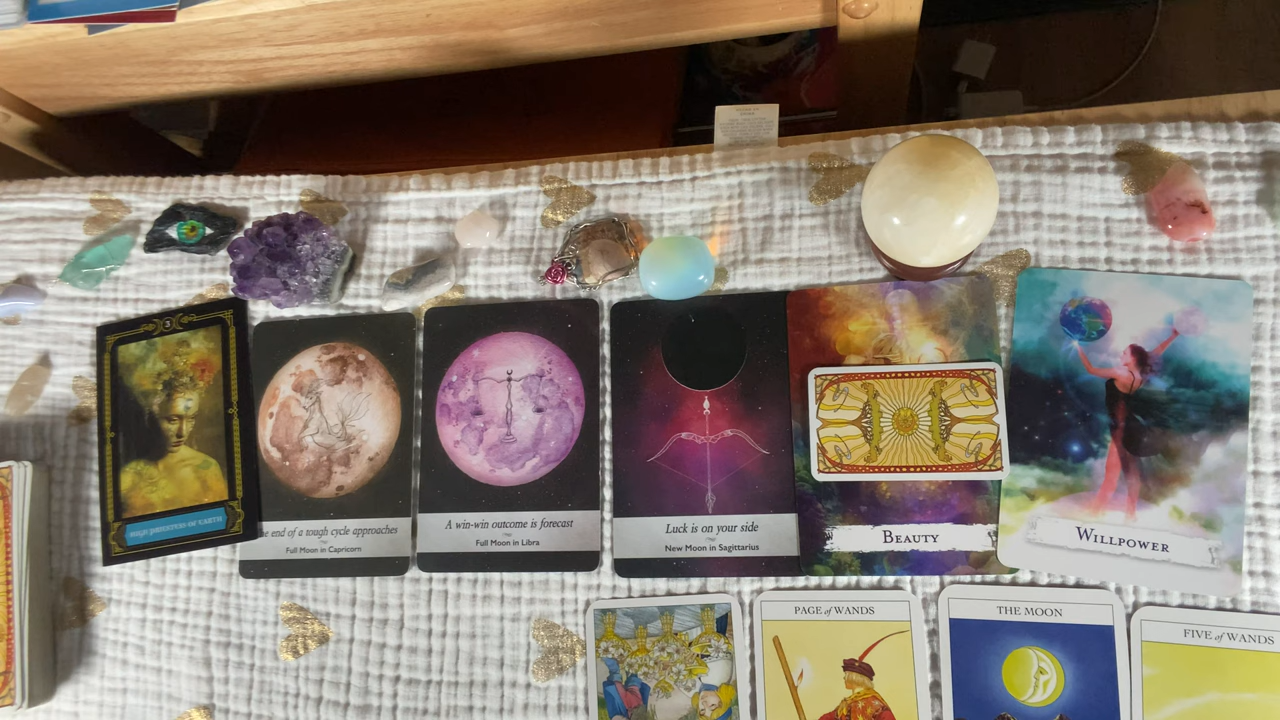 3
HIGH PRIESTESS OF EARTH
he end of a tough cycle approaches
Full Moon in Capricorn
A win-win outcome is forecast
Full Moon in Libra
Luck is on your side
New Moon in Sagittarius
BEAUTY
WILLPOWER
PAGE of WANDS
THE MOON
FIVE of WANDS